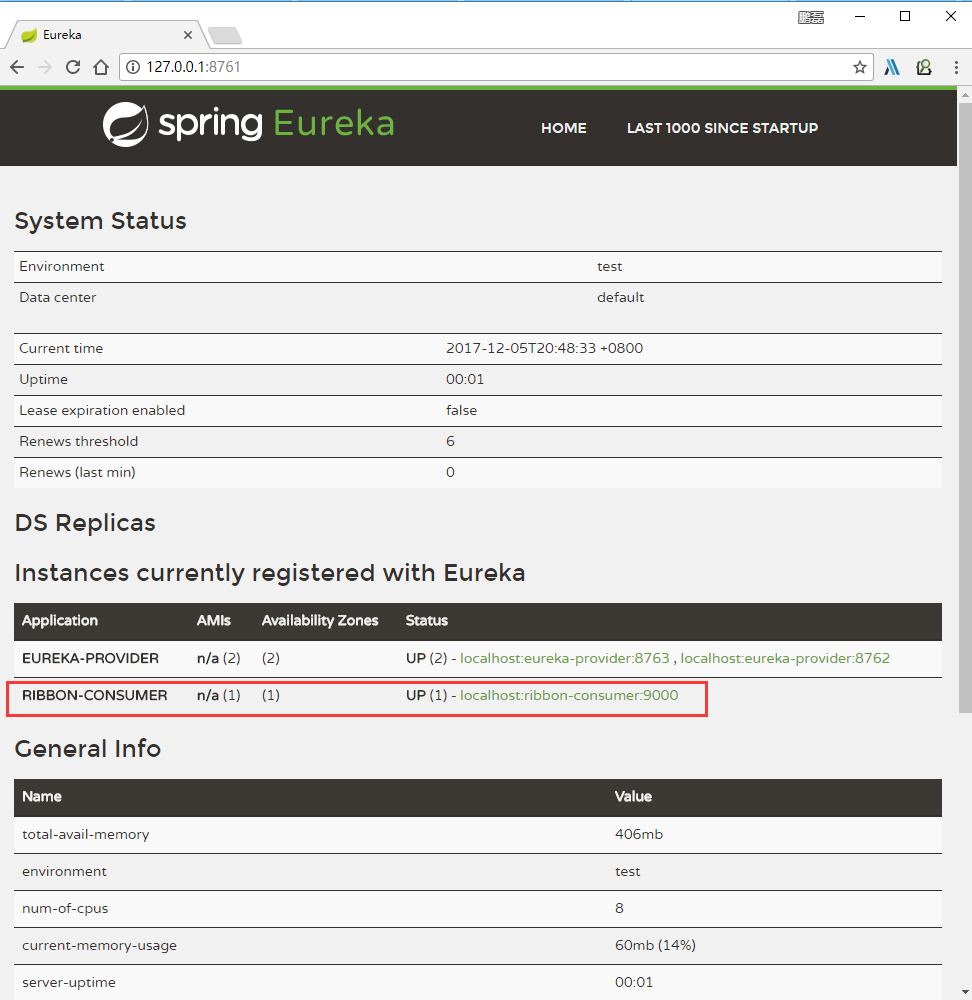 鹏磊
Eureka
127.0.0.1:8761
spring Eureka HOME LAST 1000 SINCE STARTUP
System Status
Environment test
Data center default
Current time 2017-12-05T20:48:33 +0800
Uptime 00:01
Lease expiration enabled false
Renews threshold 6
Renews (last min) 0
DS Replicas
Instances currently registered with Eureka
Application AMIs Availability Zones Status
EUREKA-PROVIDER n/a (2) (2) UP (2) - localhost:eureka-provider:8763 , localhost:eureka-provider:8762
RIBBON-CONSUMER n/a (1) (1) UP (1) - localhost:ribbon-consumer:9000
General Info
Name Value
total-avail-memory 406mb
environment test
num-of-cpus 8
current-memory-usage 60mb (14%)
server-uptime 00:01